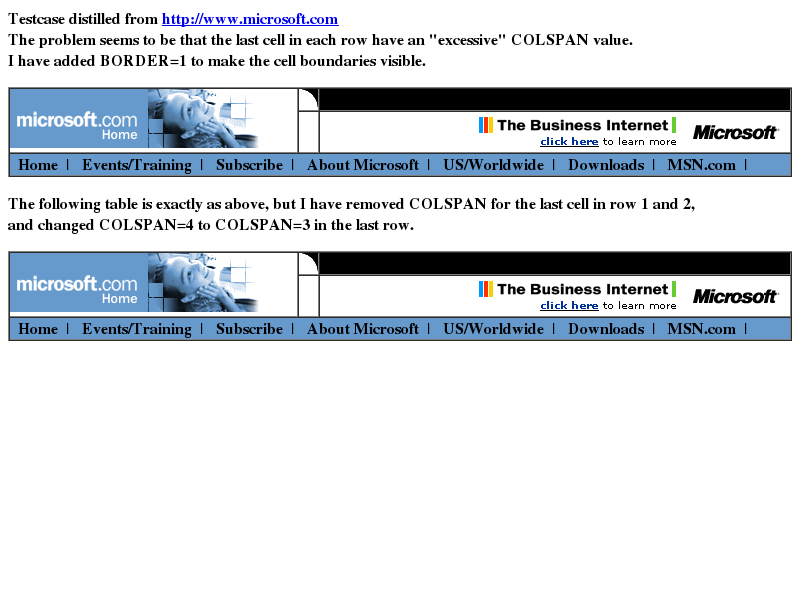 Testcase distilled from http://www.microsoft.com
The problem seems to be that the last cell in each row have an "excessive" COLSPAN value.
I have added BORDER=1 to make the cell boundaries visible.
microsoft.com
Home
The Business Internet
click here to learn more
Microsoft
Home | Events/Training | Subscribe | About Microsoft | US/Worldwide | Downloads | MSN.com |
The following table is exactly as above, but I have removed COLSPAN for the last cell in row 1 and 2,
and changed COLSPAN=4 to COLSPAN=3 in the last row.
microsoft.com
Home
The Business Internet
click here to learn more
Microsoft
Home | Events/Training | Subscribe | About Microsoft | US/Worldwide | Downloads | MSN.com |